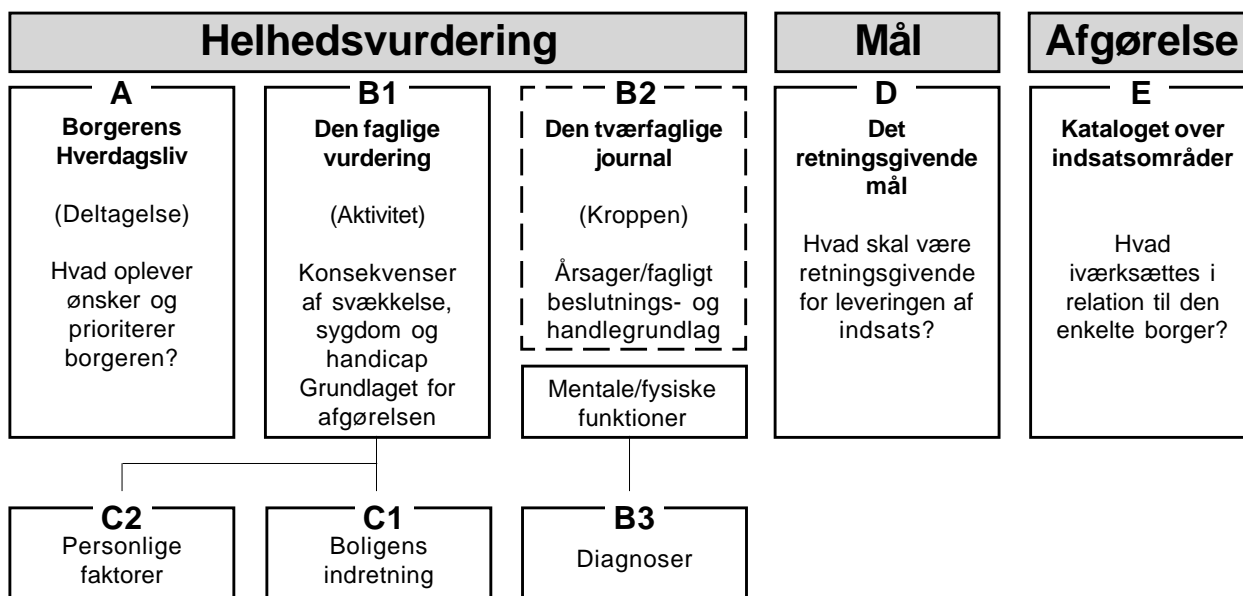 Helhedsvurdering
Mål
Afgørelse
A
Borgerens
Hverdagsliv
(Deltagelse)
Hvad oplever
ønsker og
prioriterer
borgeren?
B1
Den faglige
vurdering
(Aktivitet)
Konsekvenser
af svækkelse,
sygdom og
handicap
Grundlaget for
afgørelsen
B2
Den tværfaglige
journal
(Kroppen)
Årsager/fagligt
beslutnings- og
handlegrundlag
Mentale/fysiske
funktioner
D
Det
retningsgivende
mål
Hvad skal være
retningsgivende
for leveringen af
indsats?
E
Kataloget over
indsatsområder
Hvad
iværksættes i
relation til den
enkelte borger?
C2
Personlige
faktorer
C1
Boligens
indretning
B3
Diagnoser